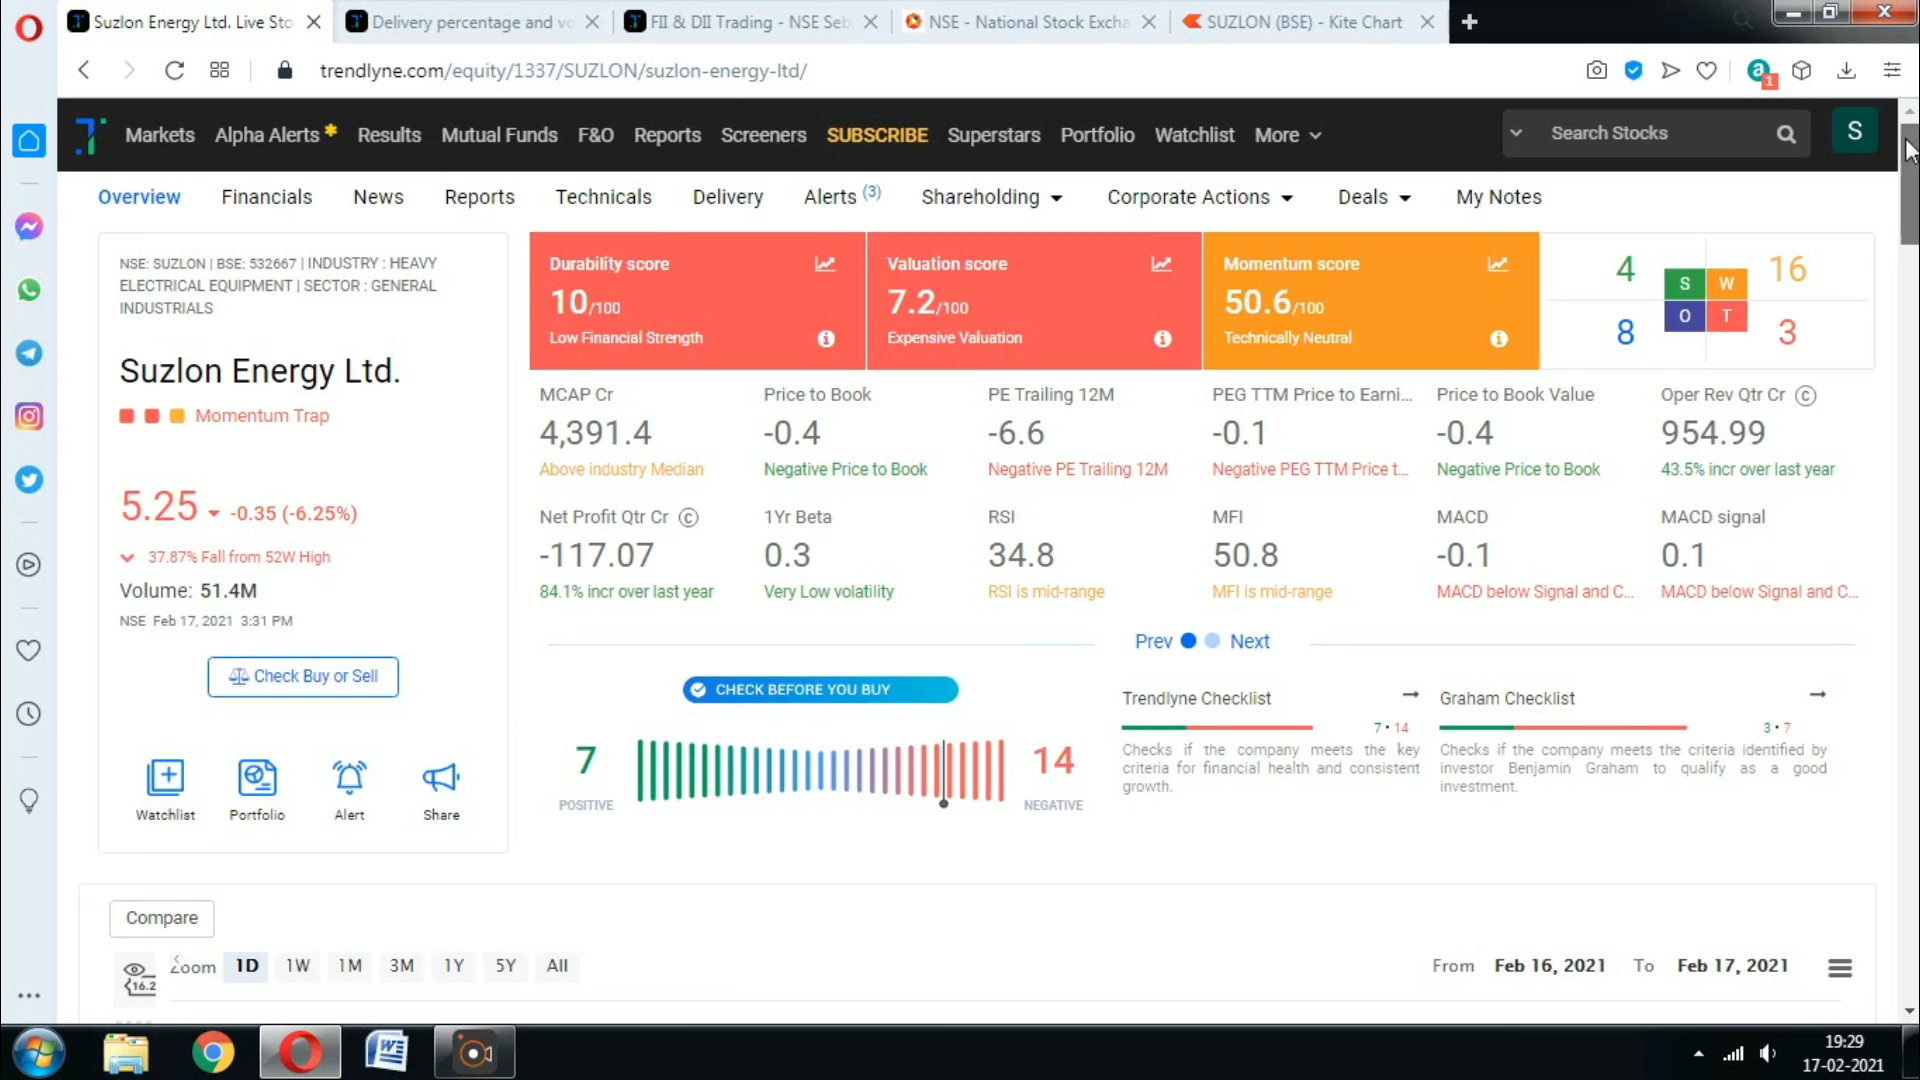 Suzlon Energy Ltd. Live Sto
Delivery percentage and vo
FII & DII Trading - NSE Seb
NSE - National Stock Excha
SUZLON (BSE) - Kite Chart
trendlyne.com/equity/1337/SUZLON/suzlon-energy-ltd/
a 1
Markets Alpha Alerts Results Mutual Funds F&O Reports Screeners SUBSCRIBE Superstars Portfolio Watchlist More
Search Stocks
S
Overview Financials News Reports Technicals Delivery Alerts (3) Shareholding Corporate Actions Deals My Notes
NSE: SUZLON | BSE: 532667 | INDUSTRY : HEAVY
ELECTRICAL EQUIPMENT | SECTOR : GENERAL
INDUSTRIALS
Suzlon Energy Ltd.
Momentum Trap
5.25 -0.35 (-6.25%)
37.87% Fall from 52W High
Volume: 51.4M
NSE Feb 17, 2021 3:31 PM
Check Buy or Sell
Watchlist Portfolio Alert Share
Durability score
10/100
Low Financial Strength
Valuation score
7.2/100
Expensive Valuation
Momentum score
50.6/100
Technically Neutral
4 S W 16
8 O T 3
MCAP Cr
4,391.4
Above industry Median
Price to Book
-0.4
Negative Price to Book
PE Trailing 12M
-6.6
Negative PE Trailing 12M
PEG TTM Price to Earni...
-0.1
Negative PEG TTM Price t...
Price to Book Value
-0.4
Negative Price to Book
Oper Rev Qtr Cr C
954.99
43.5% incr over last year
Net Profit Qtr Cr C
-117.07
84.1% incr over last year
1Yr Beta
0.3
Very Low volatility
RSI
34.8
RSI is mid-range
MFI
50.8
MFI is mid-range
MACD
-0.1
MACD below Signal and C...
MACD signal
0.1
MACD below Signal and C...
Prev Next
CHECK BEFORE YOU BUY
7
POSITIVE
14
NEGATIVE
Trendlyne Checklist
7 • 14
Checks if the company meets the key
criteria for financial health and consistent
growth.
Graham Checklist
3 • 7
Checks if the company meets the criteria identified by
investor Benjamin Graham to qualify as a good
investment.
Compare
16.2
Zoom 1D 1W 1M 3M 1Y 5Y All
From Feb 16, 2021 To Feb 17, 2021
19:29
17-02-2021